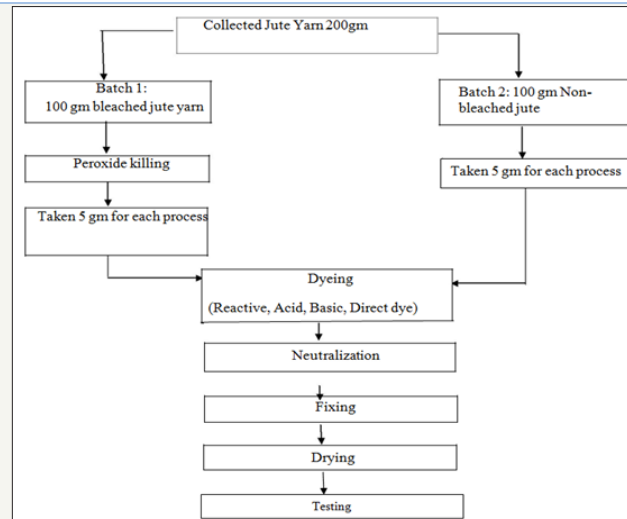 Collected Jute Yarn 200gm
Batch 1:
100 gm bleached jute yarn
Batch 2: 100 gm Non-
bleached jute
Peroxide killing
Taken 5 gm for each process
Taken 5 gm for each process
Dyeing
(Reactive, Acid, Basic, Direct dye)
Neutralization
Fixing
Drying
Testing